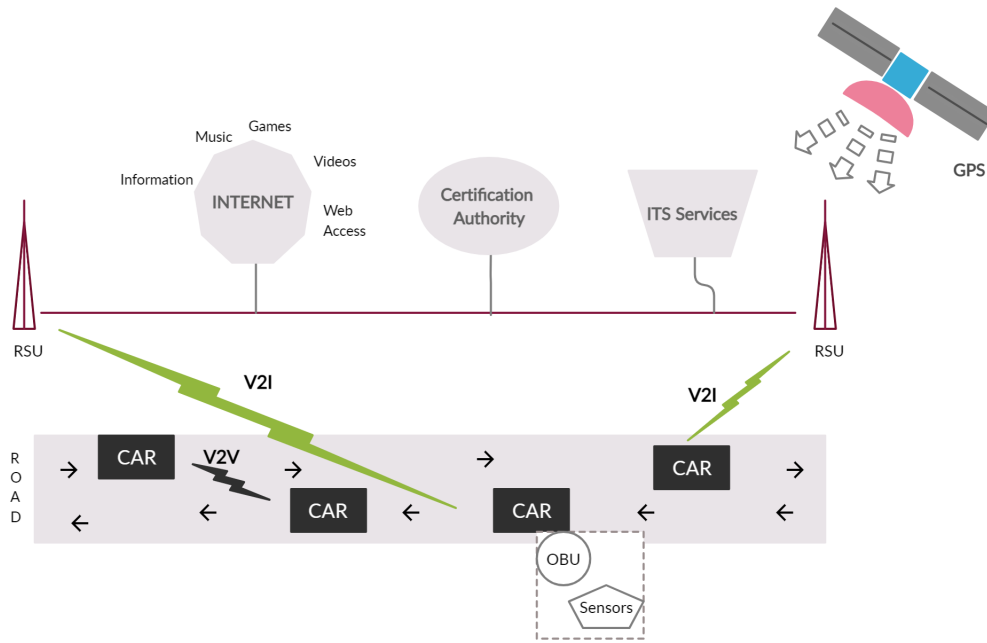 Games
Music
Videos
Information
INTERNET
Web
Access
Certification
Authority
ITS Services
GPS
RSU
RSU
V2I
V2I
ROAD
CAR
V2V
CAR
CAR
CAR
OBU
Sensors